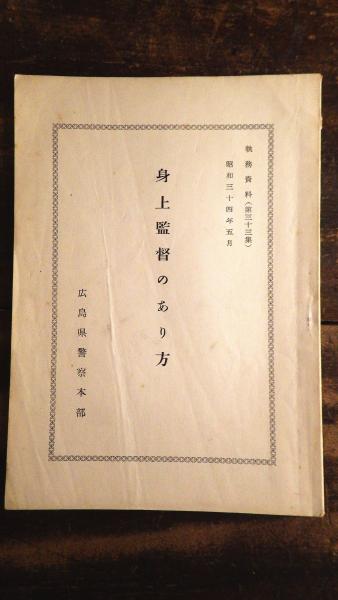 執務資料（第三十三集）
昭和三十四年五月
身上監督のあり方
広島県警察本部